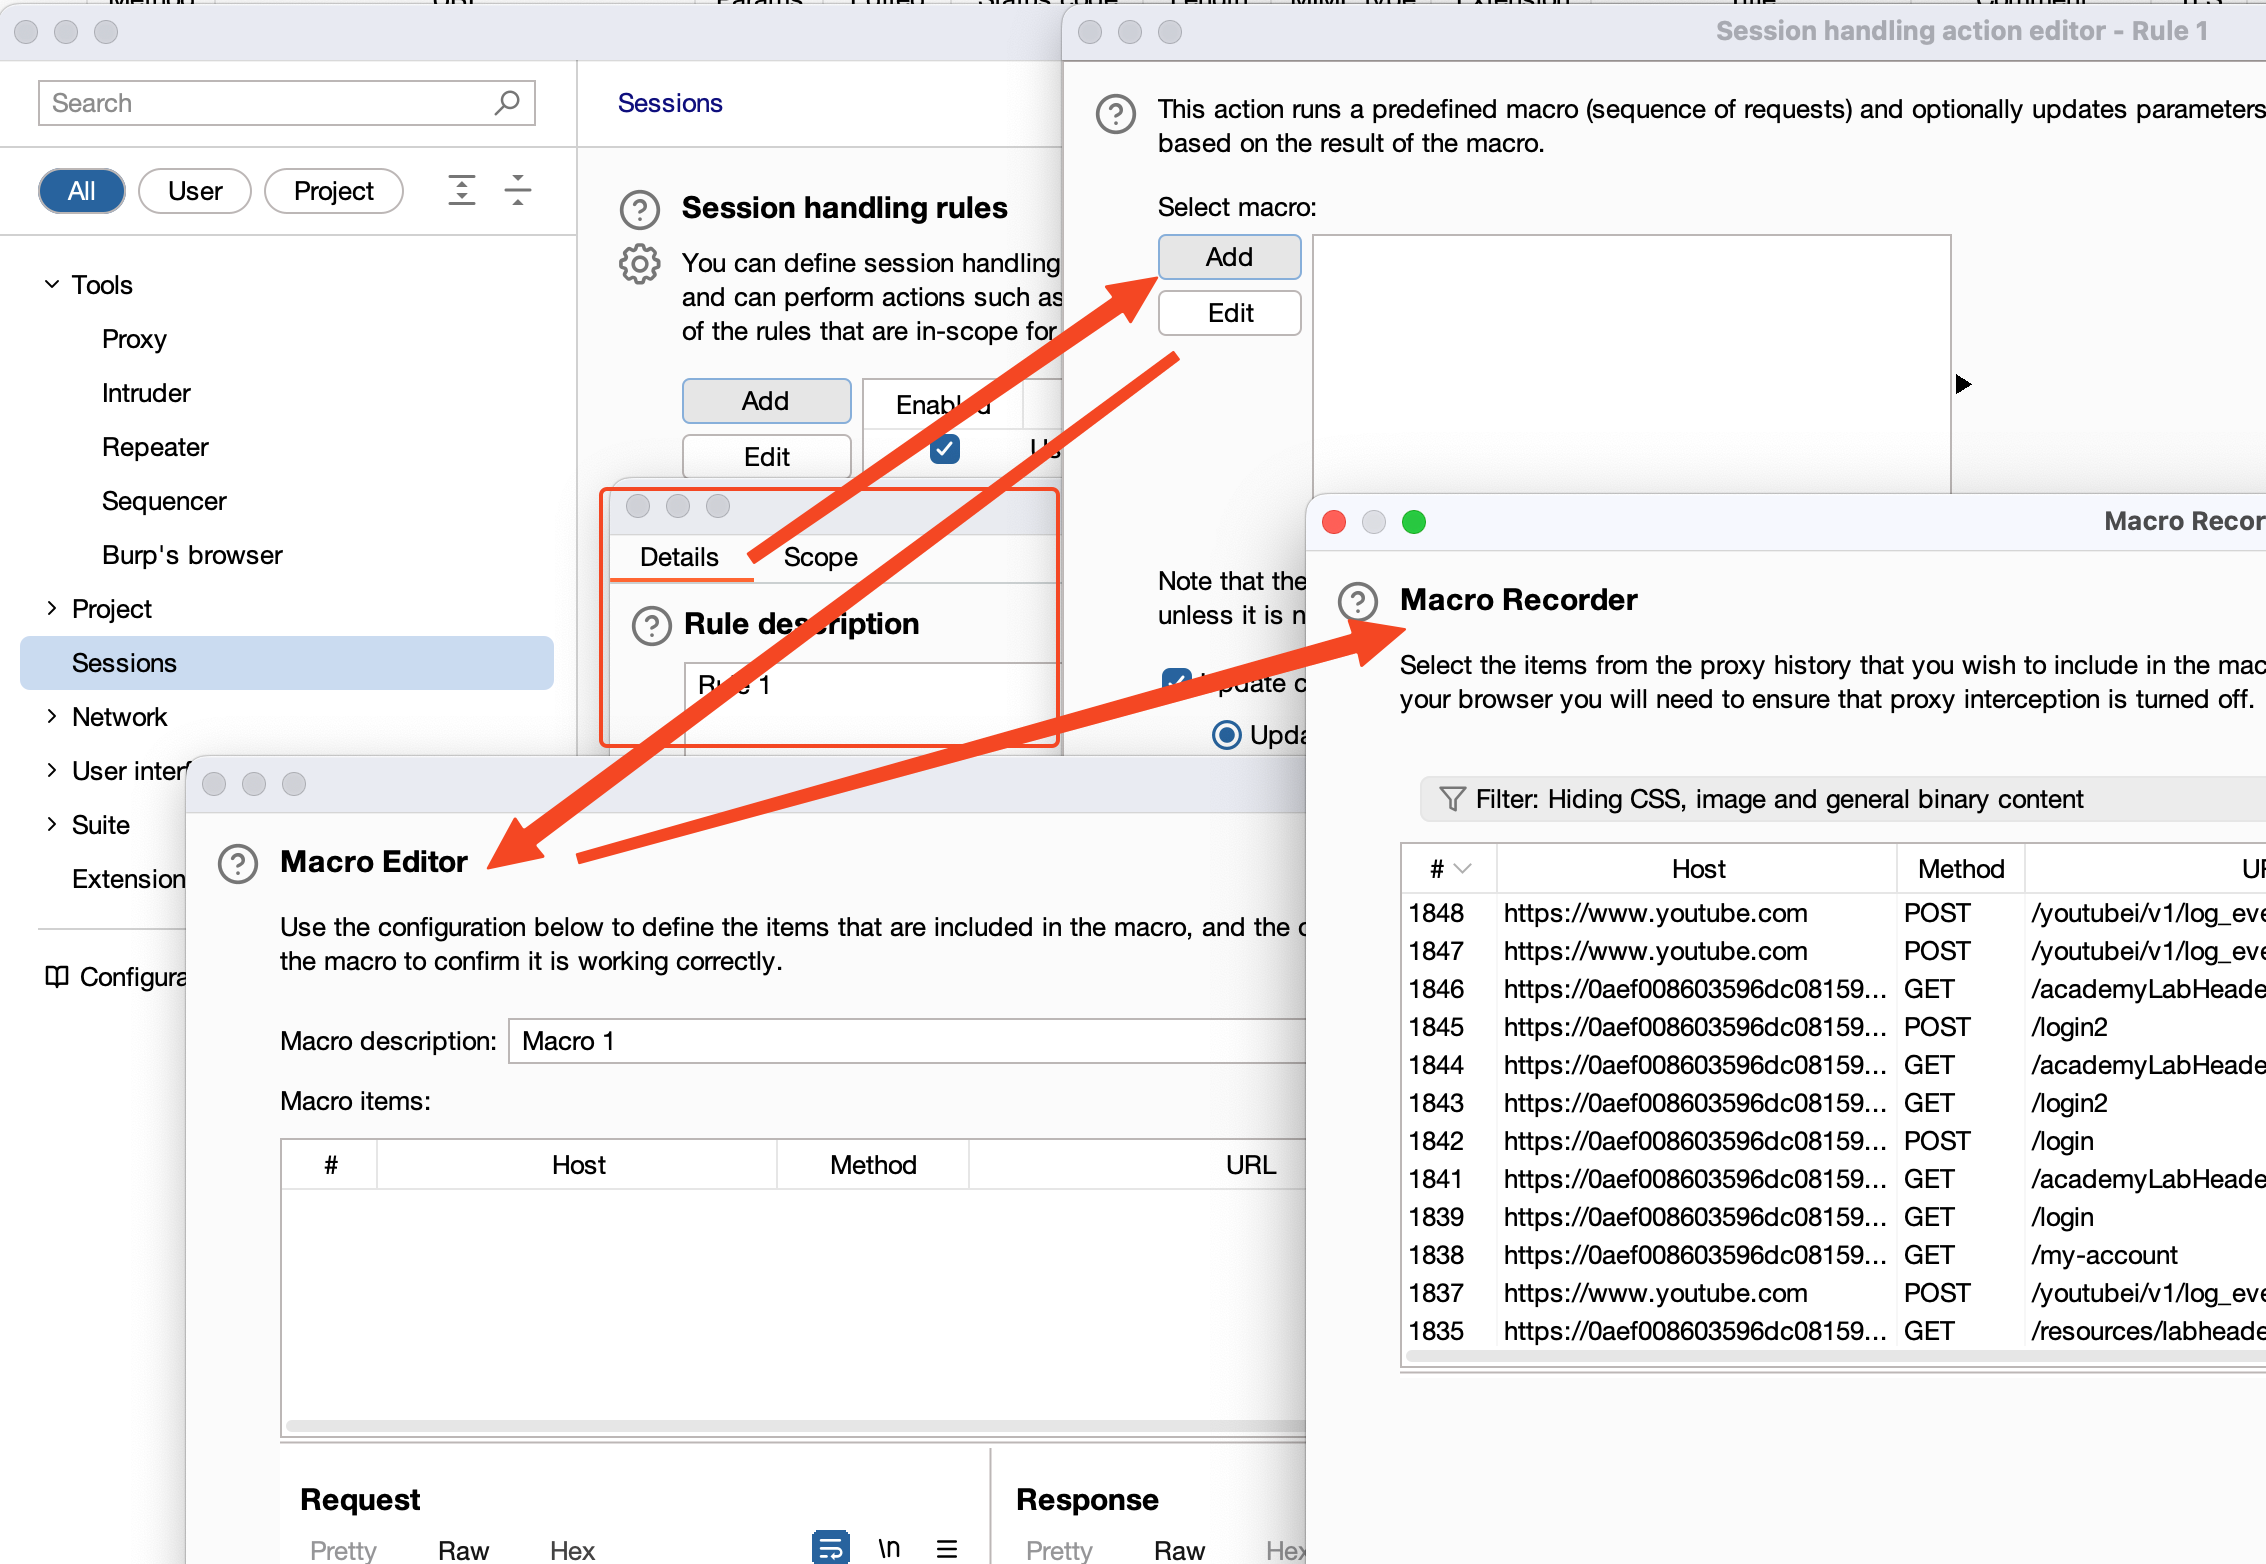 Session handling action editor - Rule 1
Search
All
User
Project
Tools
Proxy
Intruder
Repeater
Sequencer
Burp's browser
Project
Sessions
Network
User interf
Suite
Extension
Configura
Sessions
Session handling rules
You can define session handling
and can perform actions such as
of the rules that are in-scope for
Add
Edit
Enabled
Us
Details
Scope
Rule description
Rule 1
This action runs a predefined macro (sequence of requests) and optionally updates parameters
based on the result of the macro.
Select macro:
Add
Edit
Note that the
unless it is n
Update c
Upda
Macro Editor
Use the configuration below to define the items that are included in the macro, and the c
the macro to confirm it is working correctly.
Macro description:
Macro 1
Macro items:
# Host Method URL
Request
Pretty Raw Hex \n
Response
Pretty Raw Hex
Macro Recor
Macro Recorder
Select the items from the proxy history that you wish to include in the mac
your browser you will need to ensure that proxy interception is turned off.
Filter: Hiding CSS, image and general binary content
# Host Method UR
1848 https://www.youtube.com POST /youtubei/v1/log_eve
1847 https://www.youtube.com POST /youtubei/v1/log_eve
1846 https://0aef008603596dc08159... GET /academyLabHeade
1845 https://0aef008603596dc08159... POST /login2
1844 https://0aef008603596dc08159... GET /academyLabHeade
1843 https://0aef008603596dc08159... GET /login2
1842 https://0aef008603596dc08159... POST /login
1841 https://0aef008603596dc08159... GET /academyLabHeade
1839 https://0aef008603596dc08159... GET /login
1838 https://0aef008603596dc08159... GET /my-account
1837 https://www.youtube.com POST /youtubei/v1/log_eve
1835 https://0aef008603596dc08159... GET /resources/labheade